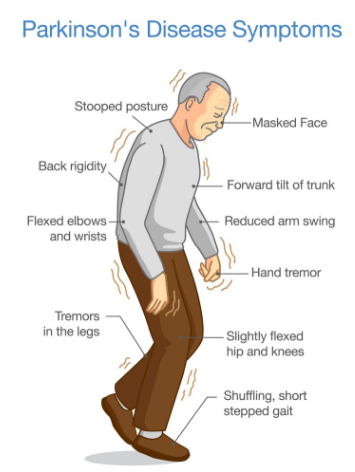 Parkinson's Disease Symptoms
Stooped posture
Masked Face
Back rigidity
Forward tilt of trunk
Flexed elbows
and wrists
Reduced arm swing
Hand tremor
Tremors
in the legs
Slightly flexed
hip and knees
Shuffling, short
stepped gait